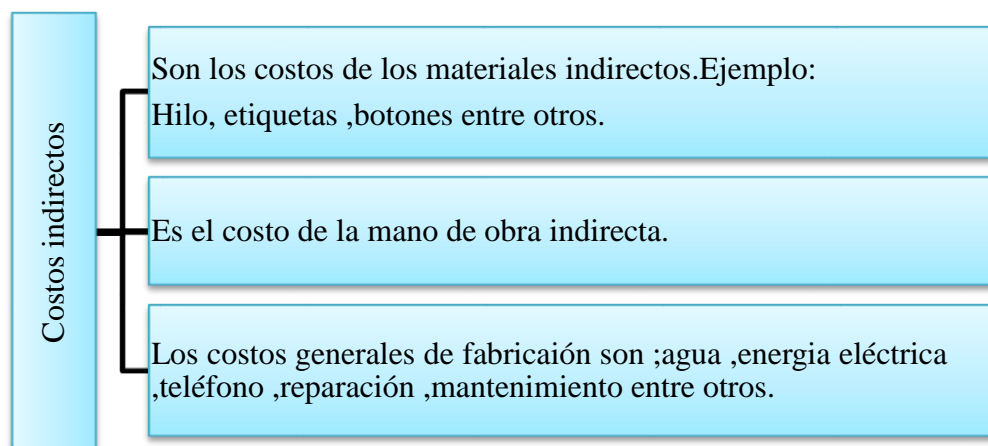 Costos indirectos
Son los costos de los materiales indirectos.Ejemplo:
Hilo, etiquetas ,botones entre otros.
Es el costo de la mano de obra indirecta.
Los costos generales de fabricaión son ;agua ,energia eléctrica
,teléfono ,reparación ,mantenimiento entre otros.